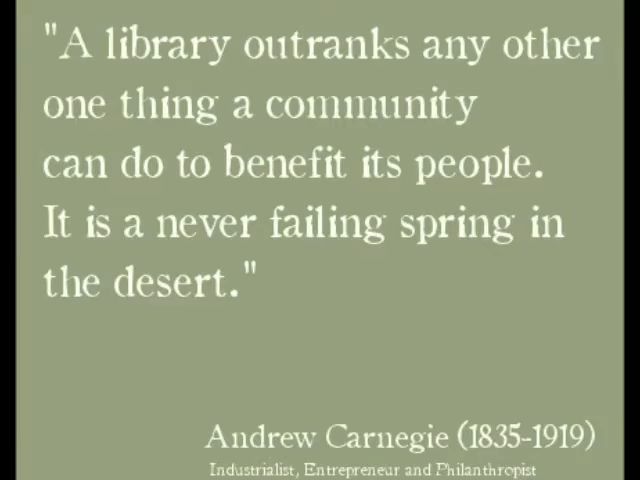 "A library outranks any other
one thing a community
can do to benefit its people.
It is a never failing spring in
the desert."
Andrew Carnegie (1835-1919)
Industrialist, Entrepreneur and Philanthropist